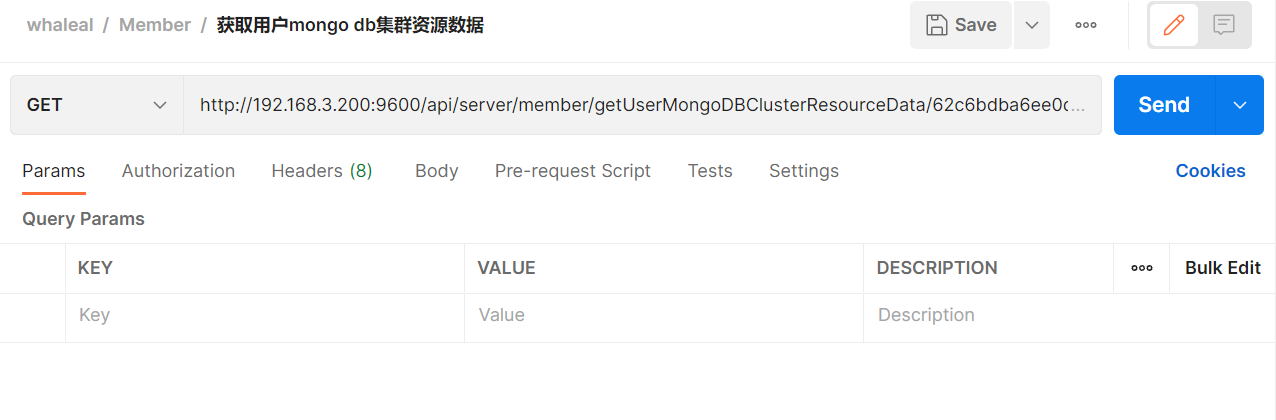 whaleal / Member / 获取用户mongo db集群资源数据
Save
GET
http://192.168.3.200:9600/api/server/member/getUserMongoDBClusterResourceData/62c6bdba6ee0c...
Send
Params Authorization Headers (8) Body Pre-request Script Tests Settings Cookies
Query Params
KEY VALUE DESCRIPTION Bulk Edit
Key Value Description